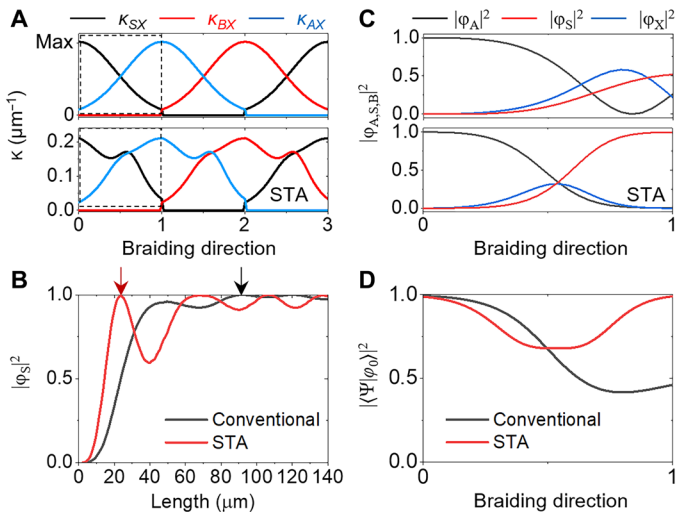 A
κSX
κBX
κAX
Max
0
0.2
0.1
0.0
κ (μm⁻¹)
STA
0
1
2
3
Braiding direction
C
|φA|²
|φS|²
|φX|²
1.0
0.5
0.0
1.0
0.5
0.0
|φA,S,B|²
STA
0
1
Braiding direction
B
1.0
0.5
0.0
|φS|²
Conventional
STA
0
20
40
60
80
100
120
140
Length (μm)
D
1.0
0.5
0.0
|⟨Ψ|φ0⟩|²
Conventional
STA
0
1
Braiding direction